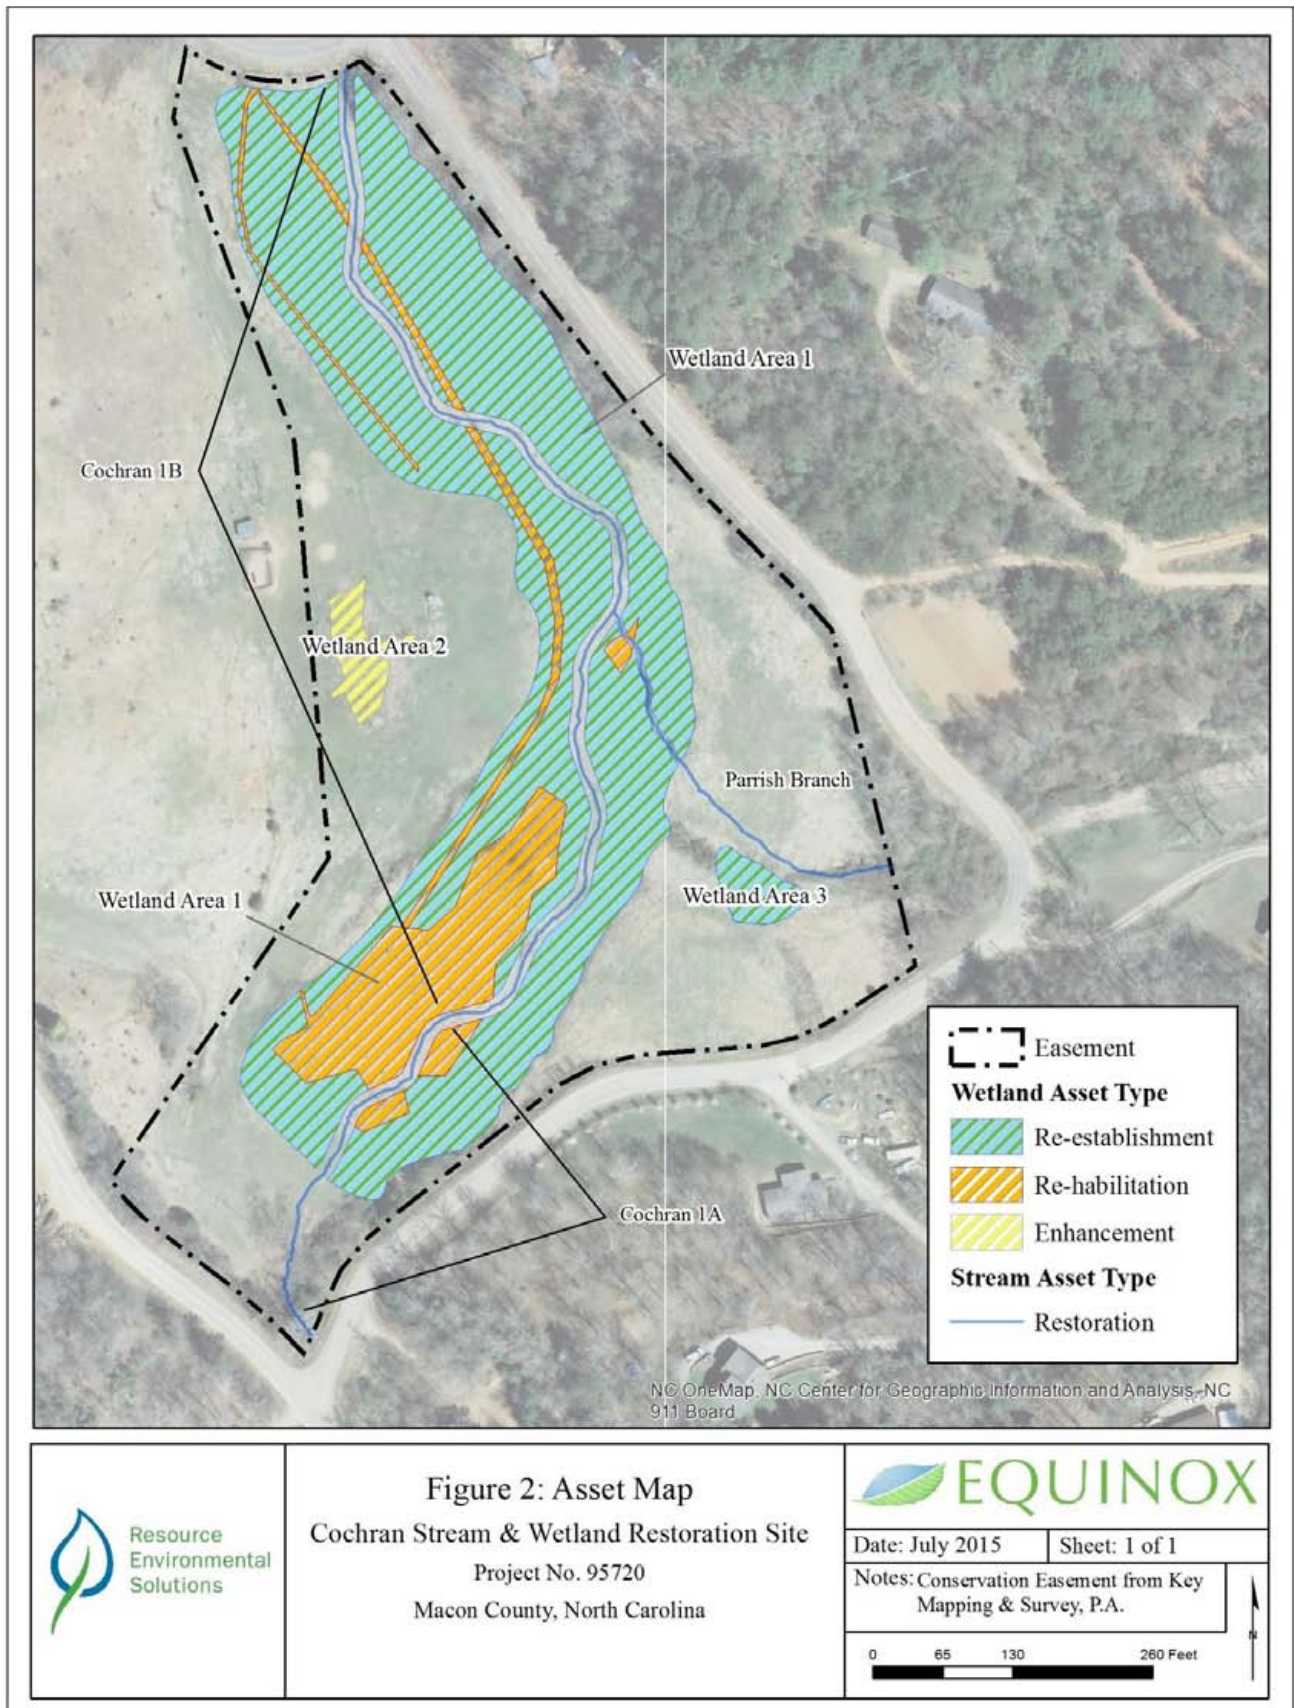 Wetland Area 1
Cochran 1B
Wetland Area 2
Parrish Branch
Wetland Area 1
Wetland Area 3
Cochran 1A
Easement
Wetland Asset Type
Re-establishment
Re-habilitation
Enhancement
Stream Asset Type
Restoration
NC OneMap, NC Center for Geographic Information and Analysis, NC
911 Board
Resource
Environmental
Solutions
Figure 2: Asset Map
Cochran Stream & Wetland Restoration Site
Project No. 95720
Macon County, North Carolina
EQUINOX
Date: July 2015
Sheet: 1 of 1
Notes: Conservation Easement from Key
Mapping & Survey, P.A.
N
0 65 130 260 Feet